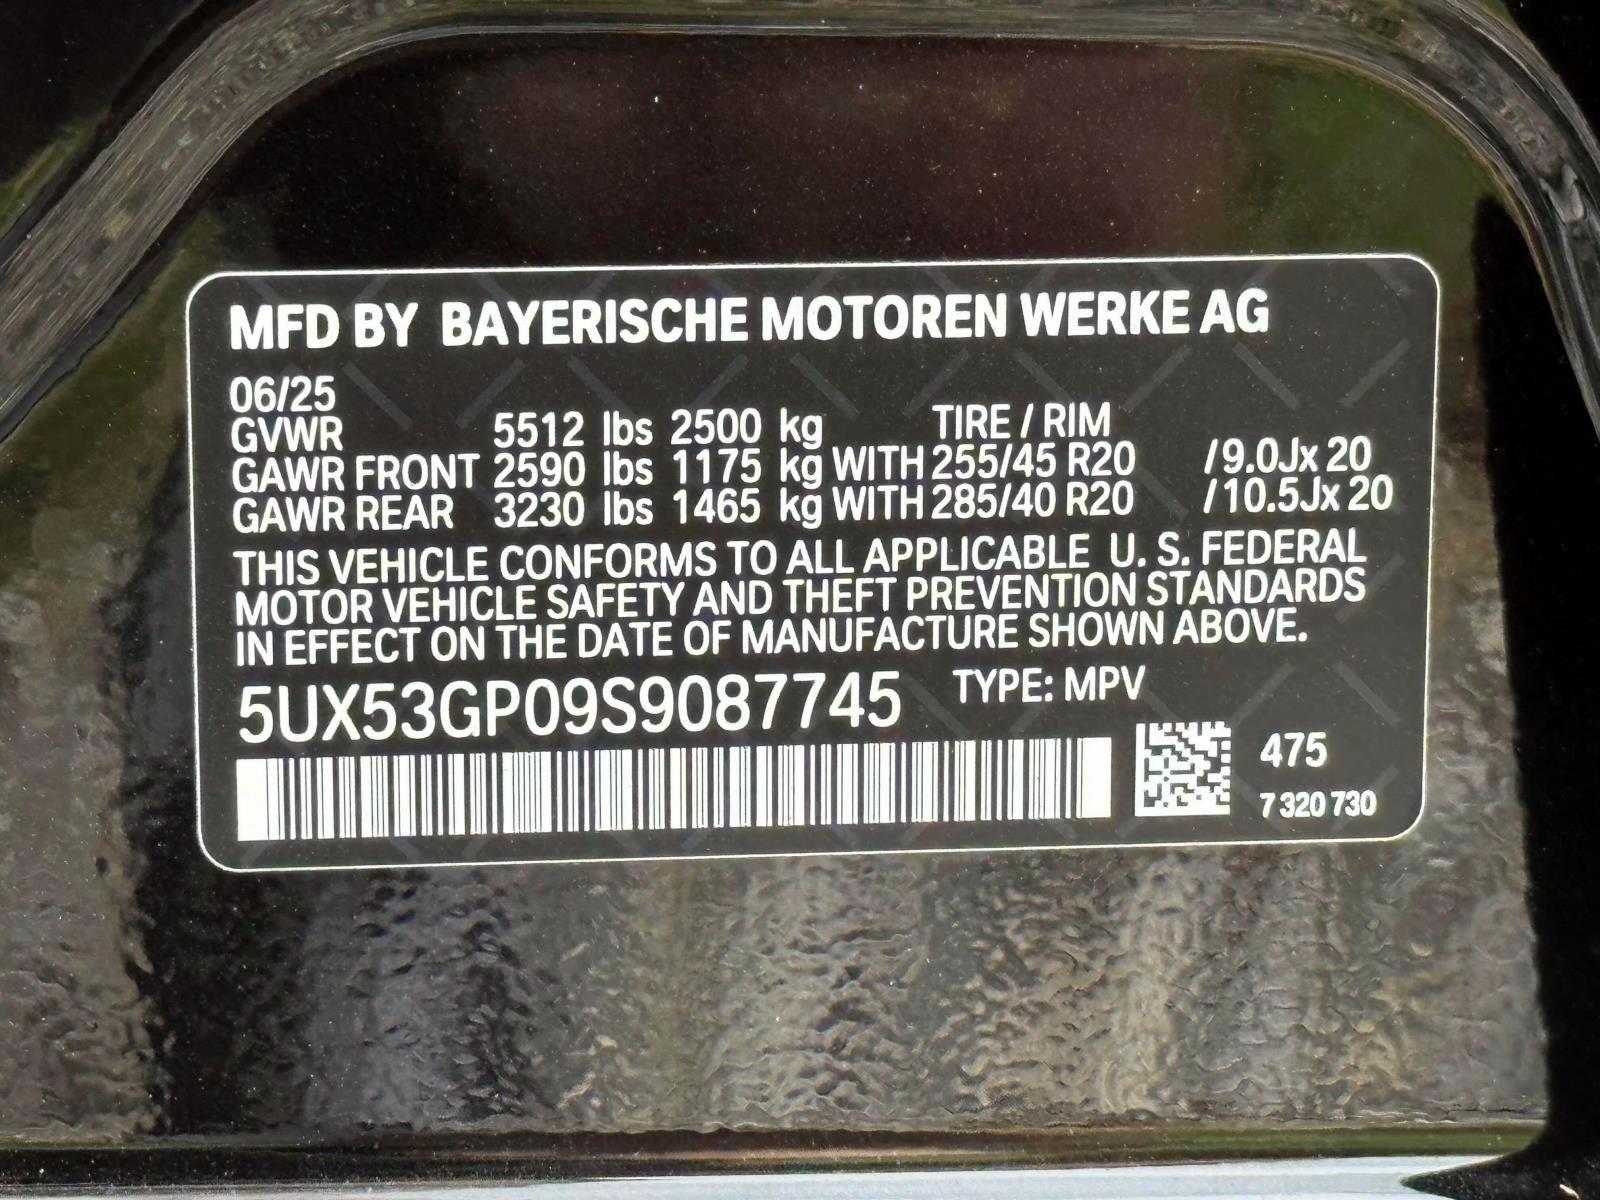 MFD BY BAYERISCHE MOTOREN WERKE AG
06/25
GVWR 5512 lbs 2500 kg TIRE / RIM
GAWR FRONT 2590 lbs 1175 kg WITH 255/45 R20 /9.0Jx 20
GAWR REAR 3230 lbs 1465 kg WITH 285/40 R20 /10.5Jx 20
THIS VEHICLE CONFORMS TO ALL APPLICABLE U. S. FEDERAL
MOTOR VEHICLE SAFETY AND THEFT PREVENTION STANDARDS
IN EFFECT ON THE DATE OF MANUFACTURE SHOWN ABOVE.
5UX53GP09S9087745 TYPE: MPV
475
7 320 730